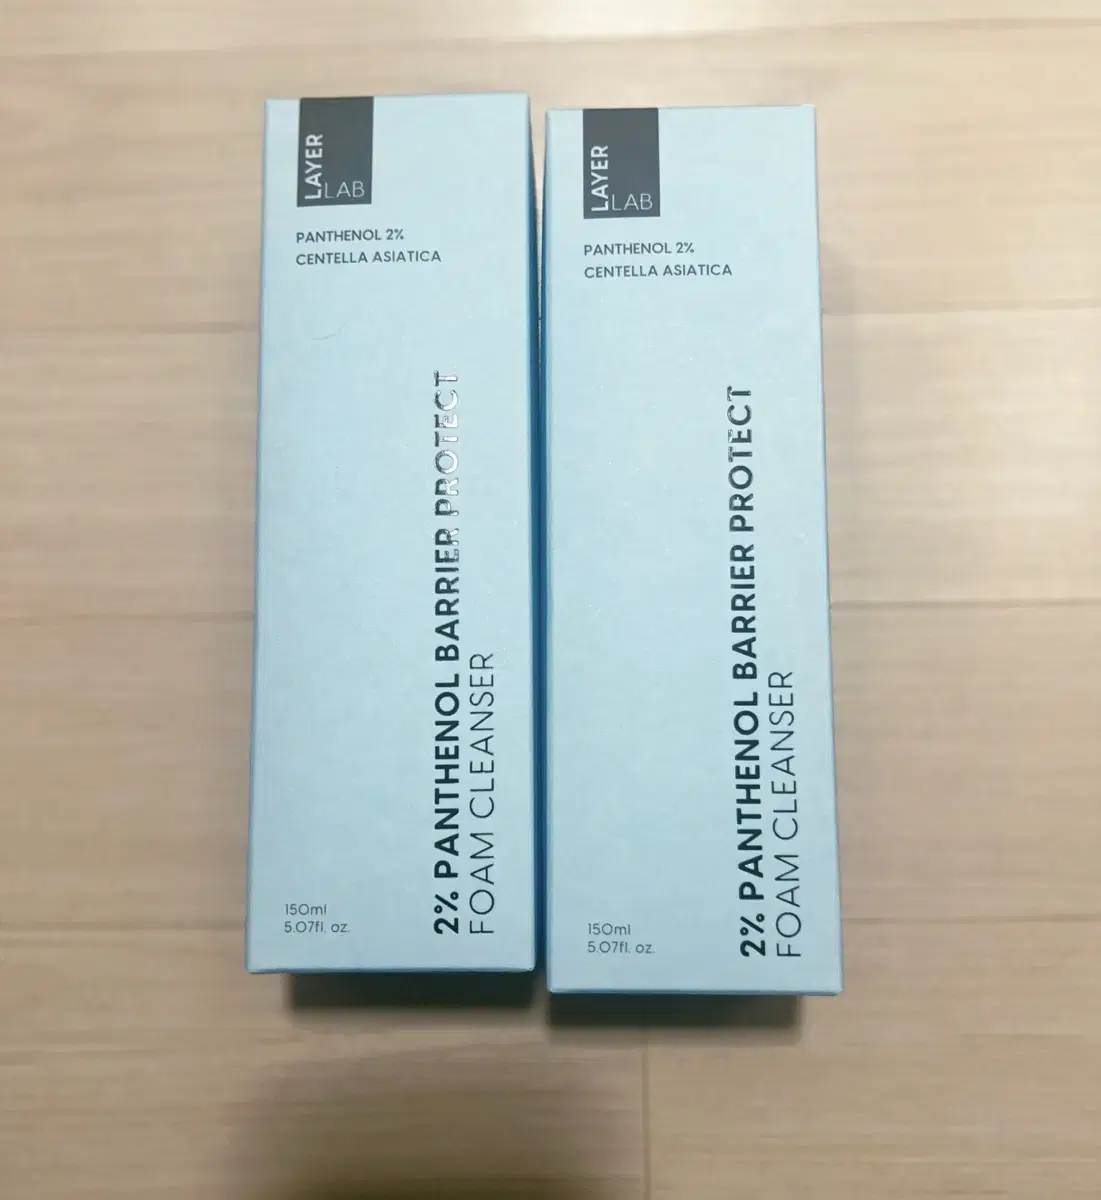 LAYER
LAB
PANTHENOL 2%
CENTELLA ASIATICA
2% PANTHENOL BARRIER PROTECT
FOAM CLEANSER
150ml
5.07fl. oz.
LAYER
LAB
PANTHENOL 2%
CENTELLA ASIATICA
2% PANTHENOL BARRIER PROTECT
FOAM CLEANSER
150ml
5.07fl. oz.